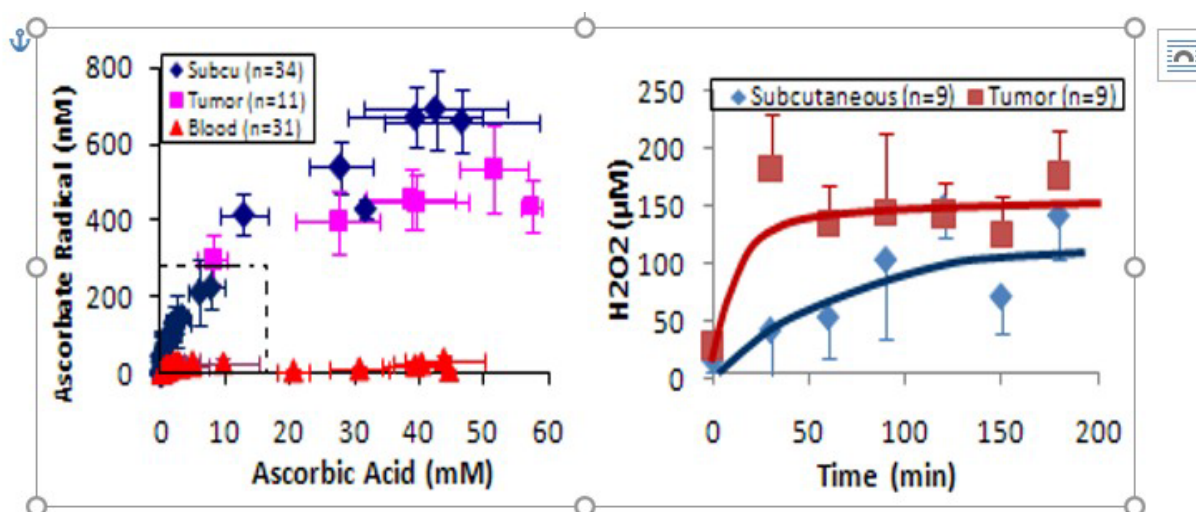 Ascorbate Radical (nM)
800
600
400
200
0
Subcu (n=34)
Tumor (n=11)
Blood (n=31)
0 10 20 30 40 50 60
Ascorbic Acid (mM)
H2O2 (µM)
250
200
150
100
50
0
Subcutaneous (n=9) Tumor (n=9)
0 50 100 150 200
Time (min)